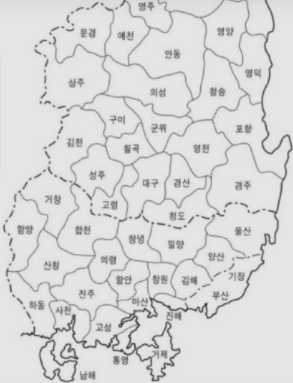 영주
문경
예천
영양
안동
영덕
상주
의성
청송
구미
군위
포항
김천
칠곡
영천
성주
대구
경산
경주
거창
고령
청도
함양
합천
창녕
밀양
울산
산청
의령
양산
기장
하동
진주
함안
창원
김해
부산
사천
마산
진해
고성
통영
거제
남해